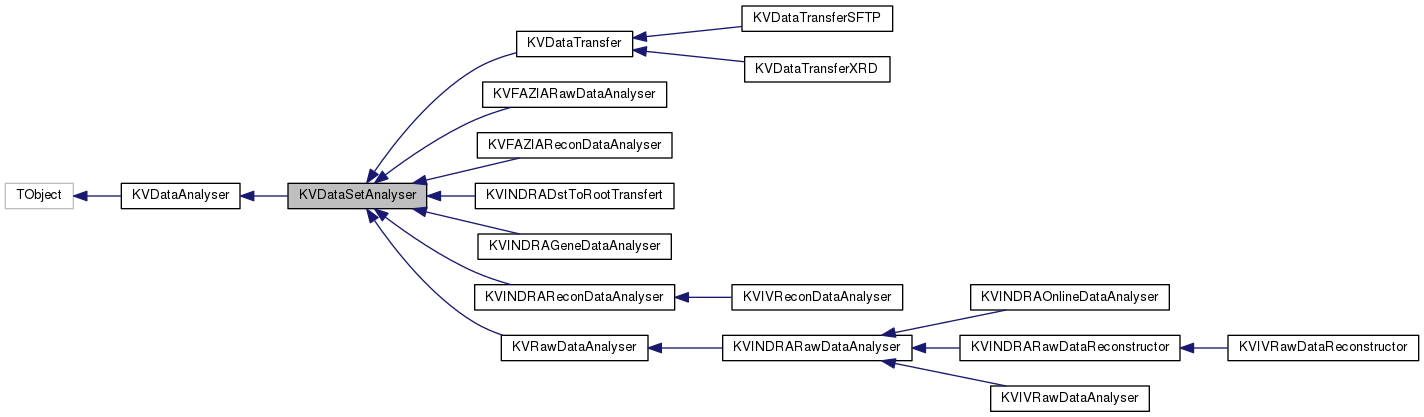 KVDataTransferSFTP
KVDataTransfer
KVDataTransferXRD
KVFAZIARawDataAnalyser
KVFAZIAReconDataAnalyser
TObject
KVDataAnalyser
KVDataSetAnalyser
KVINDRADstToRootTransfert
KVINDRAGeneDataAnalyser
KVINDRAReconDataAnalyser
KVIVReconDataAnalyser
KVINDRAOnlineDataAnalyser
KVRawDataAnalyser
KVINDRARawDataAnalyser
KVINDRARawDataReconstructor
KVIVRawDataReconstructor
KVIVRawDataAnalyser